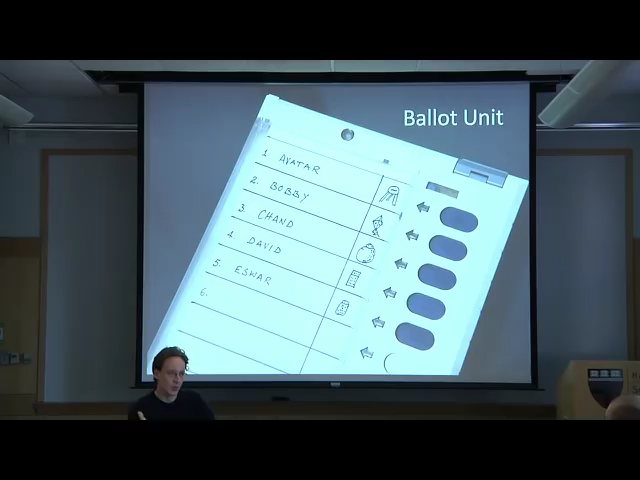 Ballot Unit
1. AVATAR
2. BOBBY
3. CHAND
4. DAVID
5. ESWAR
6.